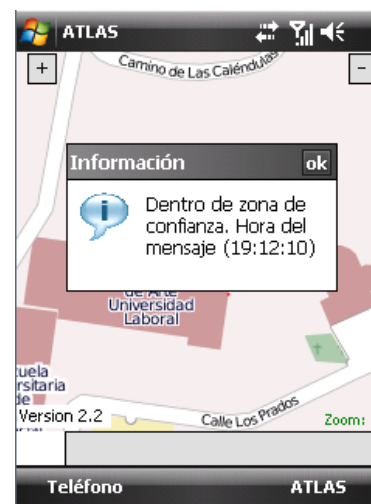 ATLAS
+
Camino de Las Caléndulas
-
Información
ok
Dentro de zona de
confianza. Hora del
mensaje (19:12:10)
de Arte
Universidad
Laboral
Version 2.2
Calle Los Prados
Zoom:
Teléfono
ATLAS